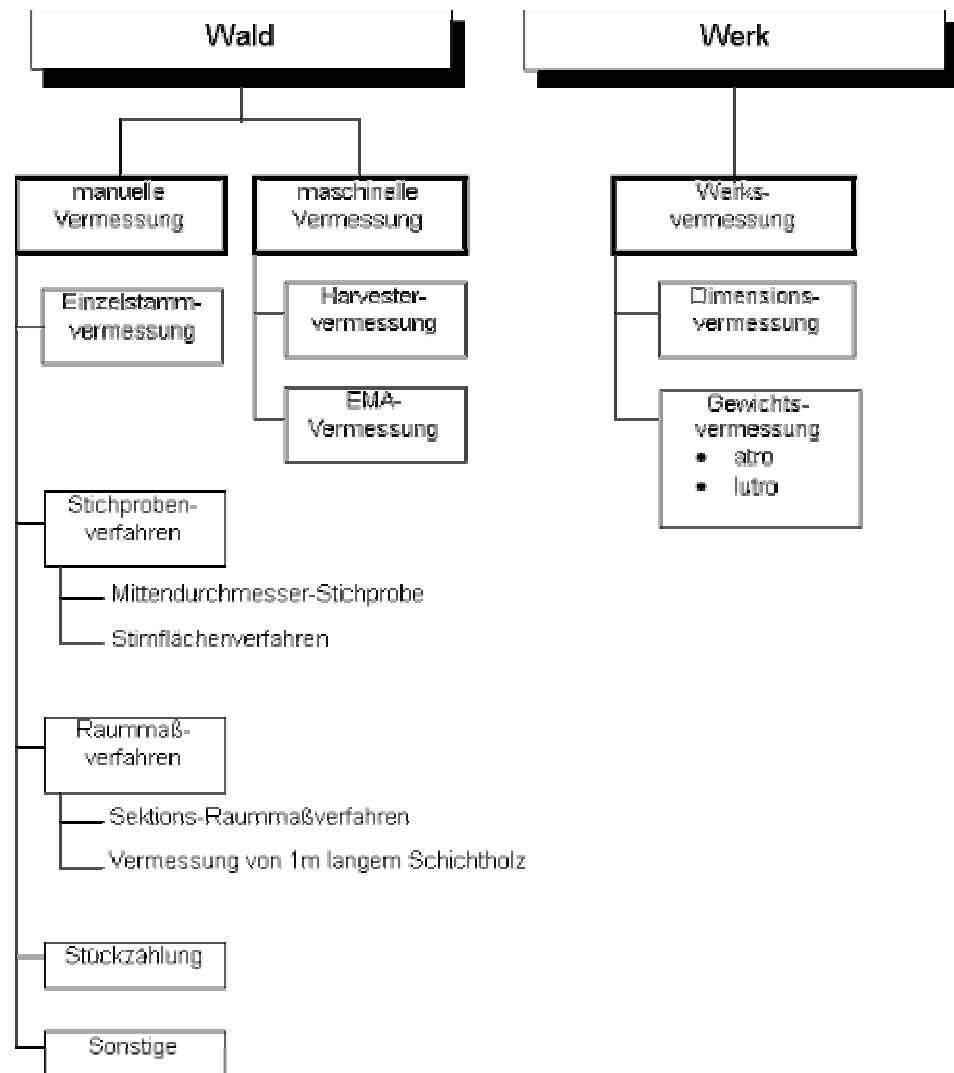 Wald
Werk
manuelle
Vermessung
maschinelle
Vermessung
Werks-
vermessung
Einzelstamm-
vermessung
Harvester-
vermessung
Dimensions-
vermessung
EMA-
Vermessung
Gewichts-
vermessung
• atro
• lutro
Stichproben-
verfahren
Mittendurchmesser-Stichprobe
Stirnflächenverfahren
Raummaß-
verfahren
Sektions-Raummaßverfahren
Vermessung von 1m langem Schichtholz
Stückzählung
Sonstige